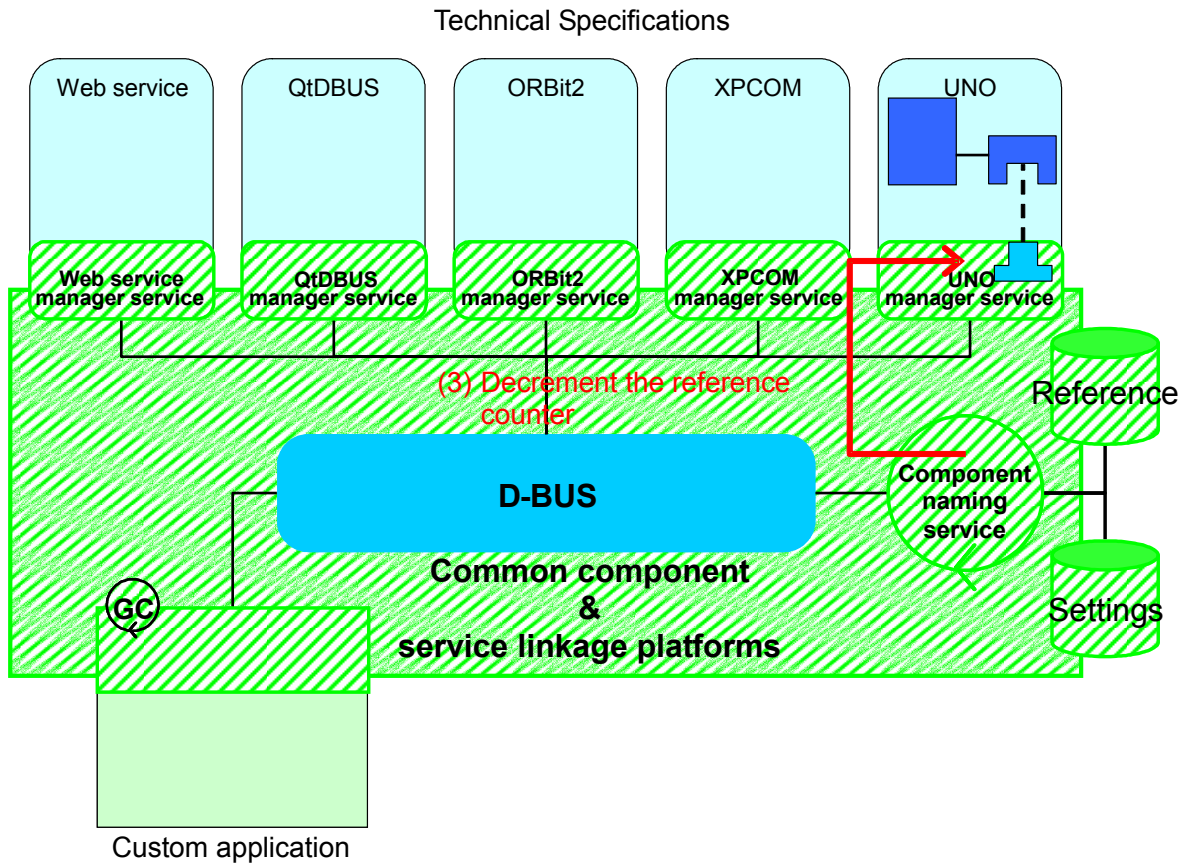 Technical Specifications
Web service
QtDBUS
ORBit2
XPCOM
UNO
Web service
manager service
QtDBUS
manager service
ORBit2
manager service
XPCOM
manager service
UNO
manager service
(3) Decrement the reference
counter
Reference
D-BUS
Component
naming
service
Common component
&
service linkage platforms
GC
Settings
Custom application